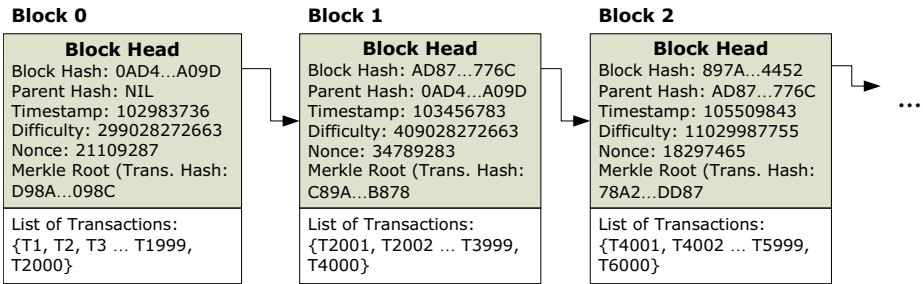 Block 0
Block Head
Block Hash: 0AD4...A09D
Parent Hash: NIL
Timestamp: 102983736
Difficulty: 299028272663
Nonce: 21109287
Merkle Root (Trans. Hash:
D98A...098C
List of Transactions:
{T1, T2, T3 ... T1999,
T2000}
Block 1
Block Head
Block Hash: AD87...776C
Parent Hash: 0AD4...A09D
Timestamp: 103456783
Difficulty: 409028272663
Nonce: 34789283
Merkle Root (Trans. Hash:
C89A...B878
List of Transactions:
{T2001, T2002 ... T3999,
T4000}
Block 2
Block Head
Block Hash: 897A...4452
Parent Hash: AD87...776C
Timestamp: 105509843
Difficulty: 11029987755
Nonce: 18297465
Merkle Root (Trans. Hash:
78A2...DD87
List of Transactions:
{T4001, T4002 ... T5999,
T6000}
...